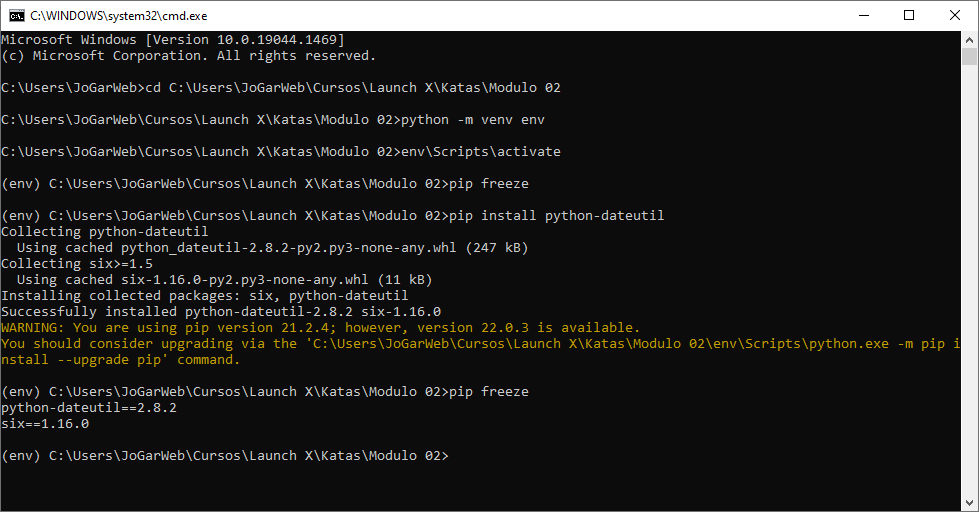 C:\WINDOWS\system32\cmd.exe
Microsoft Windows [Version 10.0.19044.1469]
(c) Microsoft Corporation. All rights reserved.
C:\Users\JoGarWeb>cd C:\Users\JoGarWeb\Cursos\Launch X\Katas\Modulo 02
C:\Users\JoGarWeb\Cursos\Launch X\Katas\Modulo 02>python -m venv env
C:\Users\JoGarWeb\Cursos\Launch X\Katas\Modulo 02>env\Scripts\activate
(env) C:\Users\JoGarWeb\Cursos\Launch X\Katas\Modulo 02>pip freeze
(env) C:\Users\JoGarWeb\Cursos\Launch X\Katas\Modulo 02>pip install python-dateutil
Collecting python-dateutil
  Using cached python_dateutil-2.8.2-py2.py3-none-any.whl (247 kB)
Collecting six>=1.5
  Using cached six-1.16.0-py2.py3-none-any.whl (11 kB)
Installing collected packages: six, python-dateutil
Successfully installed python-dateutil-2.8.2 six-1.16.0
WARNING: You are using pip version 21.2.4; however, version 22.0.3 is available.
You should consider upgrading via the 'C:\Users\JoGarWeb\Cursos\Launch X\Katas\Modulo 02\env\Scripts\python.exe -m pip i
nstall --upgrade pip' command.
(env) C:\Users\JoGarWeb\Cursos\Launch X\Katas\Modulo 02>pip freeze
python-dateutil==2.8.2
six==1.16.0
(env) C:\Users\JoGarWeb\Cursos\Launch X\Katas\Modulo 02>